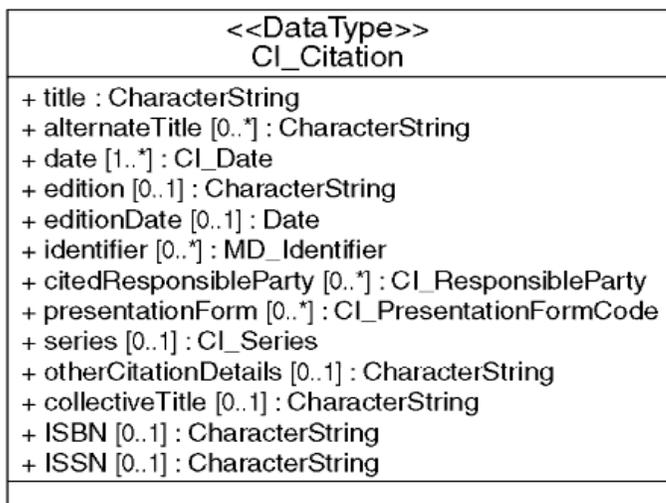 <<DataType>>
CI_Citation
+ title : CharacterString
+ alternateTitle [0..*] : CharacterString
+ date [1..*] : CI_Date
+ edition [0..1] : CharacterString
+ editionDate [0..1] : Date
+ identifier [0..*] : MD_Identifier
+ citedResponsibleParty [0..*] : CI_ResponsibleParty
+ presentationForm [0..*] : CI_PresentationFormCode
+ series [0..1] : CI_Series
+ otherCitationDetails [0..1] : CharacterString
+ collectiveTitle [0..1] : CharacterString
+ ISBN [0..1] : CharacterString
+ ISSN [0..1] : CharacterString